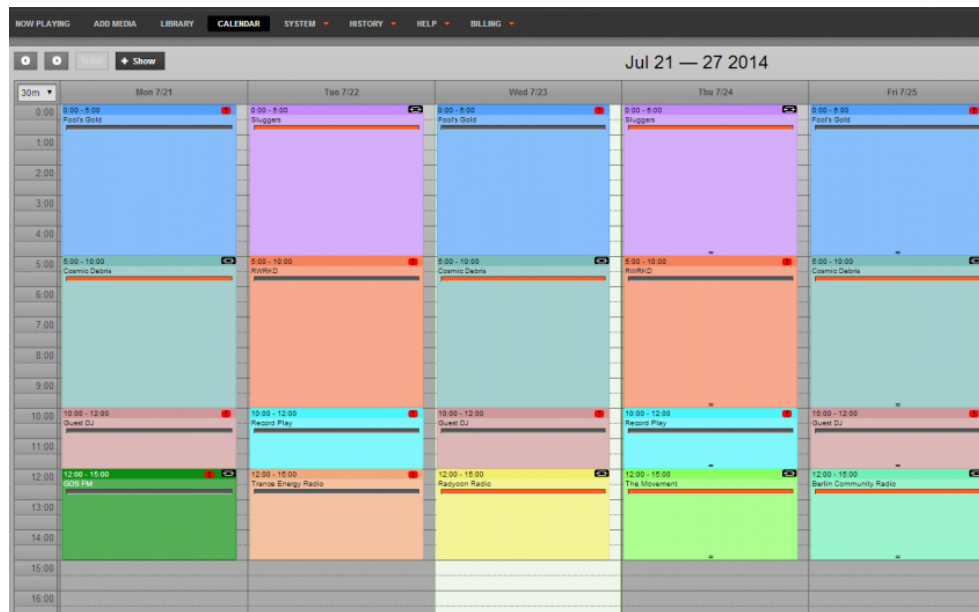 NOW PLAYING ADD MEDIA LIBRARY CALENDAR SYSTEM HISTORY HELP BILLING
Today + Show Jul 21 — 27 2014
30m Mon 7/21 Tue 7/22 Wed 7/23 Thu 7/24 Fri 7/25
0:00 0:00 - 5:00 0:00 - 5:00 0:00 - 5:00 0:00 - 5:00 0:00 - 5:00
Fool's Gold Sluggers Fool's Gold Sluggers Fool's Gold
1:00
2:00
3:00
4:00
5:00 5:00 - 10:00 5:00 - 10:00 5:00 - 10:00 5:00 - 10:00 5:00 - 10:00
Cosmic Debris RWRKD Cosmic Debris RWRKD Cosmic Debris
6:00
7:00
8:00
9:00
10:00 10:00 - 12:00 10:00 - 12:00 10:00 - 12:00 10:00 - 12:00 10:00 - 12:00
Guest DJ Record Play Guest DJ Record Play Guest DJ
11:00
12:00 12:00 - 15:00 12:00 - 15:00 12:00 - 15:00 12:00 - 15:00 12:00 - 15:00
GDS FM Trance Energy Radio Radyoon Radio The Movement Berlin Community Radio
13:00
14:00
15:00
16:00